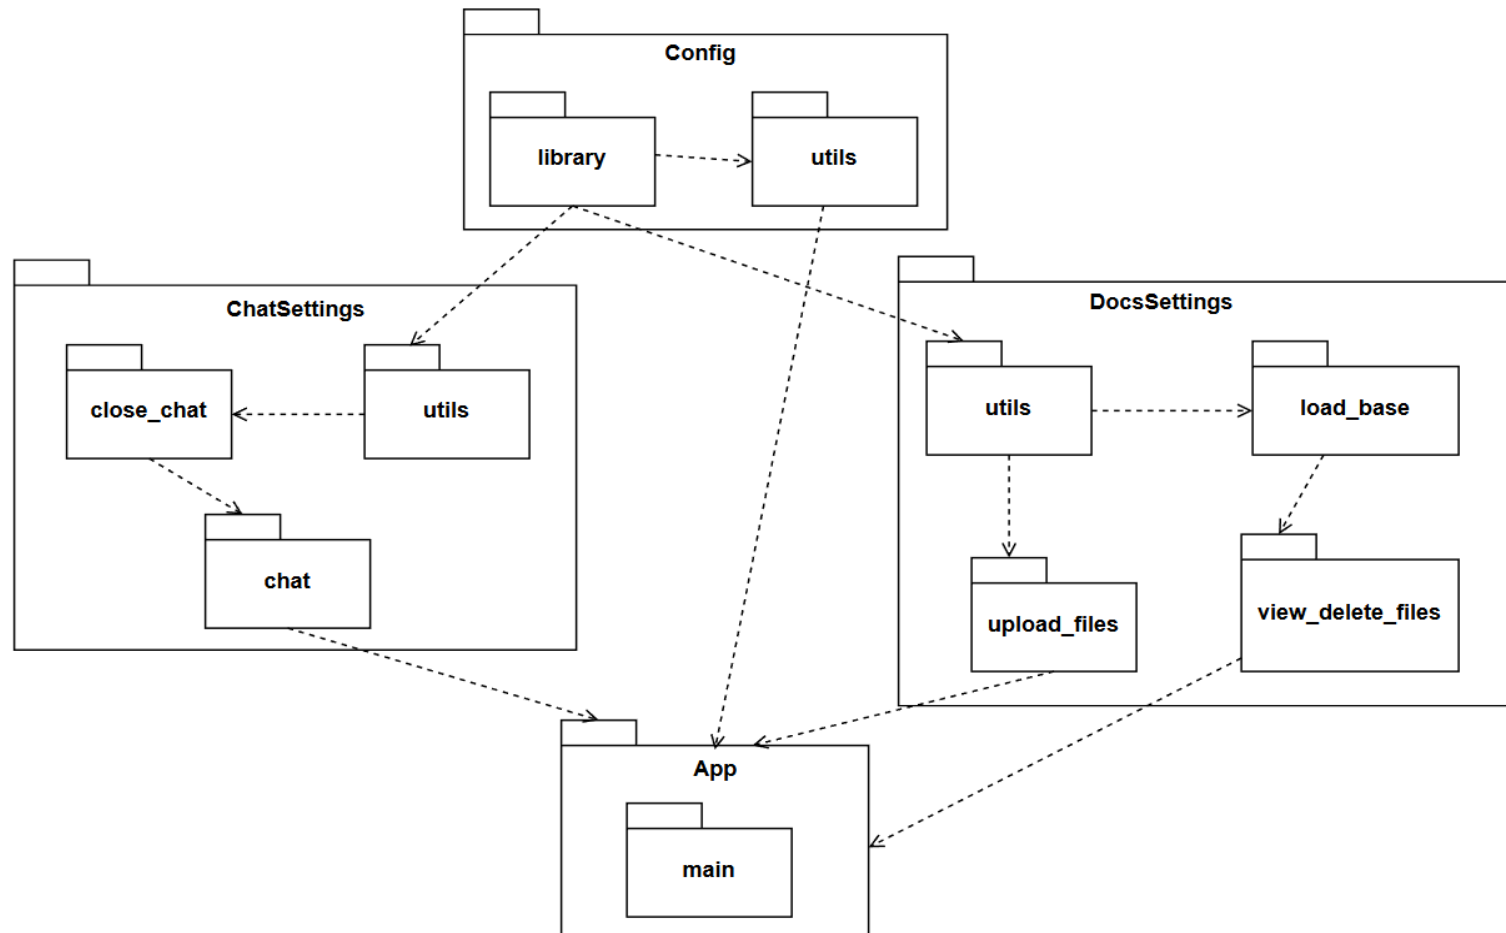 Config
library
utils
ChatSettings
close_chat
utils
chat
DocsSettings
utils
load_base
upload_files
view_delete_files
App
main